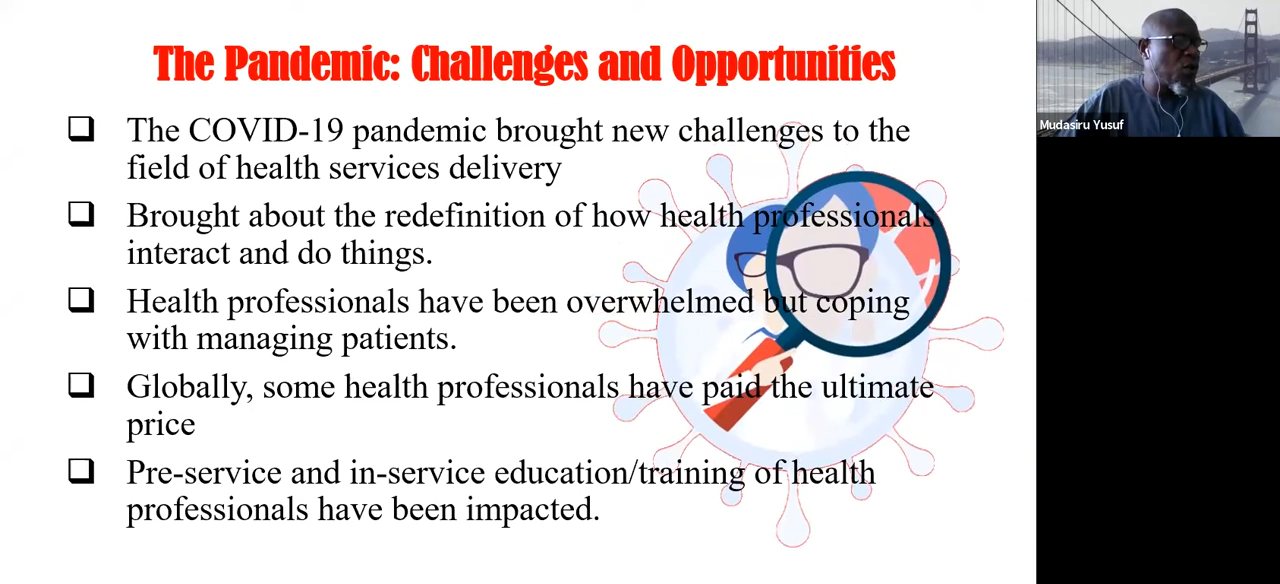 The Pandemic: Challenges and Opportunities
The COVID-19 pandemic brought new challenges to the
field of health services delivery
Brought about the redefinition of how health professionals
interact and do things.
Health professionals have been overwhelmed but coping
with managing patients.
Globally, some health professionals have paid the ultimate
price
Pre-service and in-service education/training of health
professionals have been impacted.
Mudasiru Yusuf